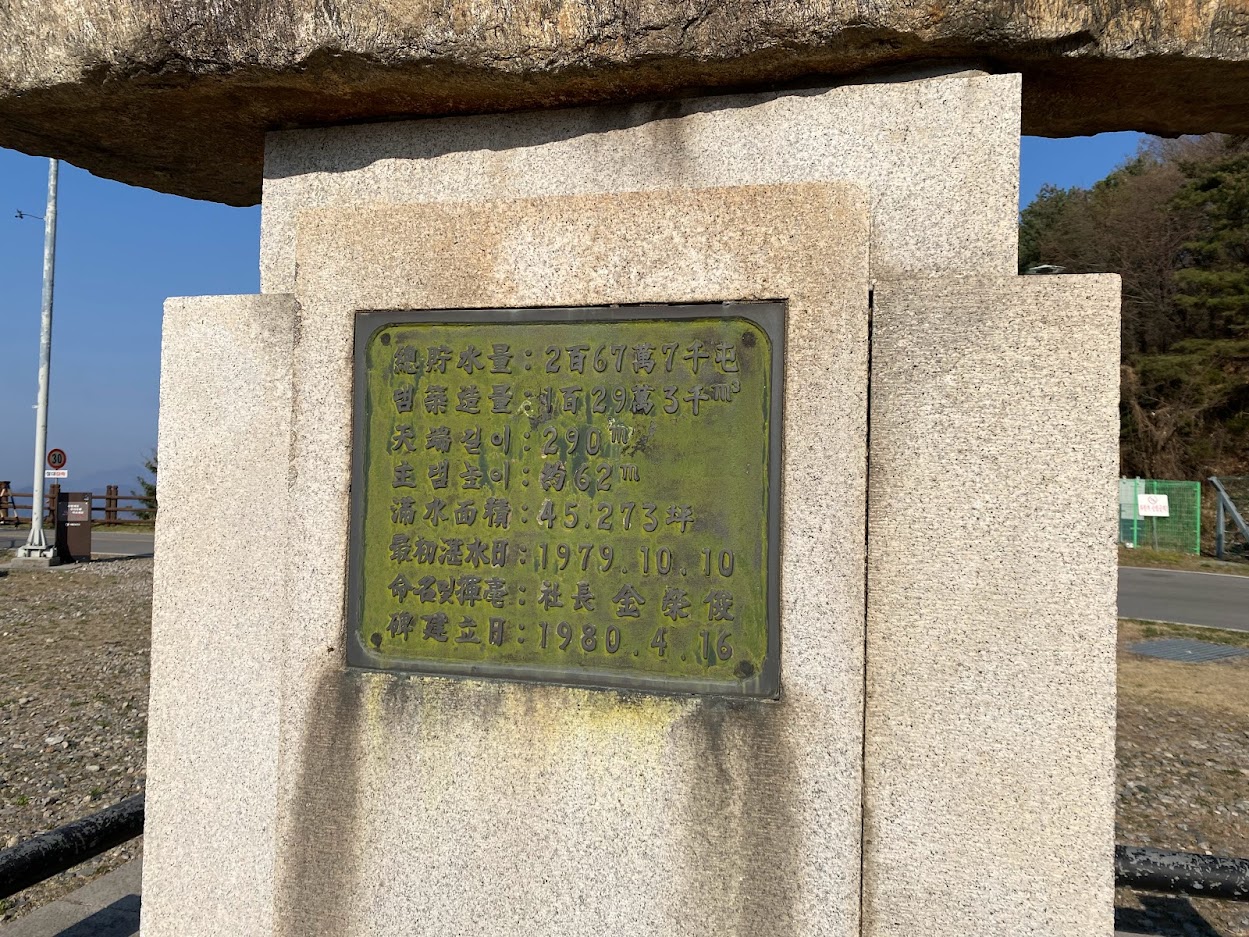 總貯水量：2百67萬7千屯
댐築造量：1百29萬3千m³
天端길이：290m
主댐높이：約62m
滿水面積：45.273坪
最初湛水日：1979.10.10
命名및揮毫：社長 金榮俊
碑建立日：1980.4.16
30